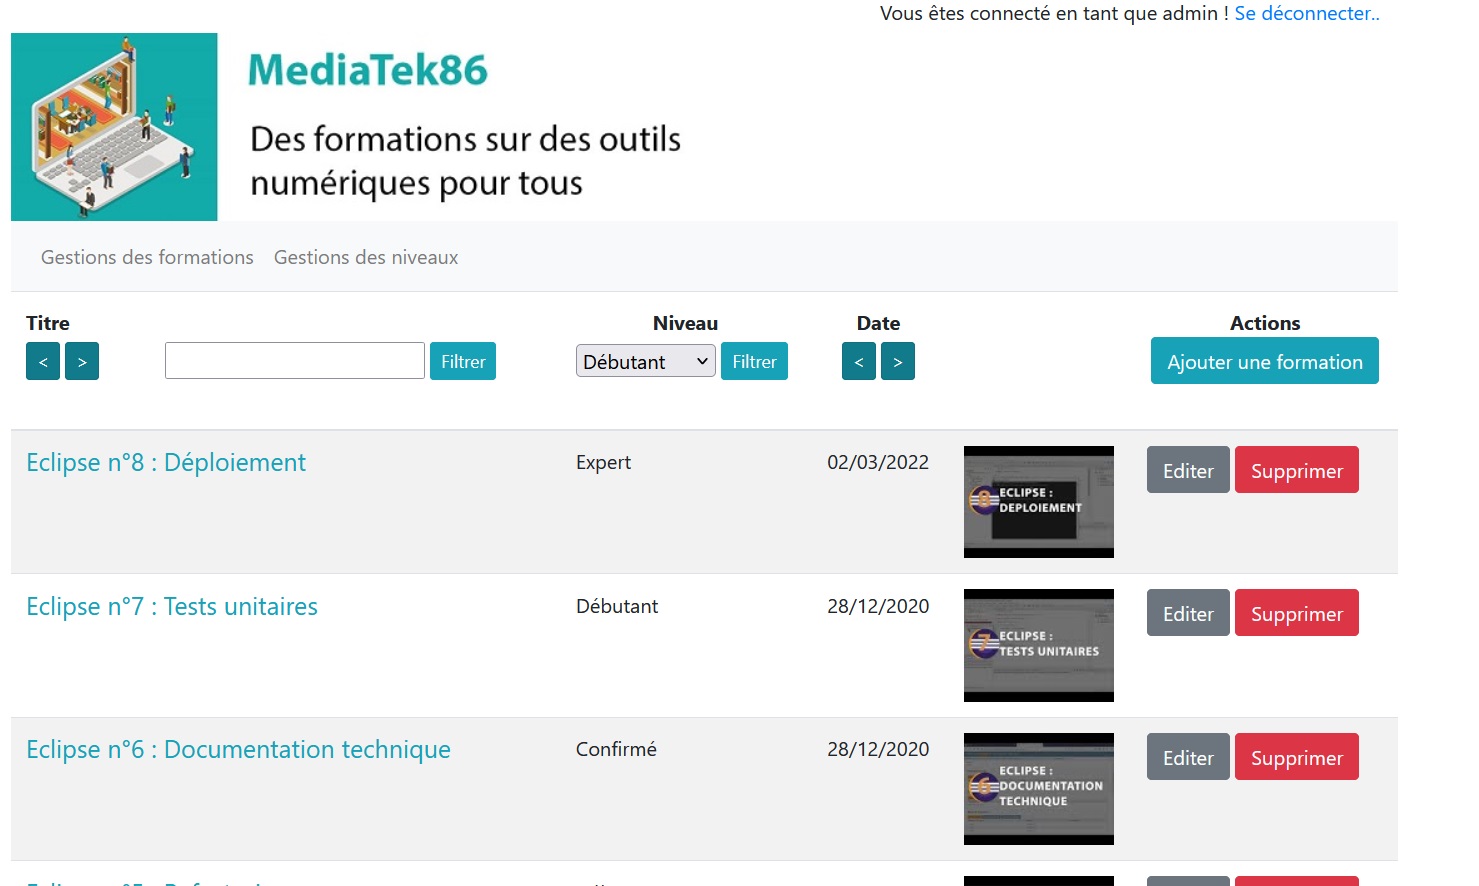 Vous êtes connecté en tant que admin ! Se déconnecter..
MediaTek86
Des formations sur des outils
numériques pour tous
Gestions des formations Gestions des niveaux
Titre Niveau Date Actions
< > Filtrer Débutant Filtrer < > Ajouter une formation
Eclipse n°8 : Déploiement Expert 02/03/2022 Editer Supprimer
8 ECLIPSE :
DEPLOIEMENT
Eclipse n°7 : Tests unitaires Débutant 28/12/2020 Editer Supprimer
7 ECLIPSE :
TESTS UNITAIRES
Eclipse n°6 : Documentation technique Confirmé 28/12/2020 Editer Supprimer
6 ECLIPSE :
DOCUMENTATION
TECHNIQUE